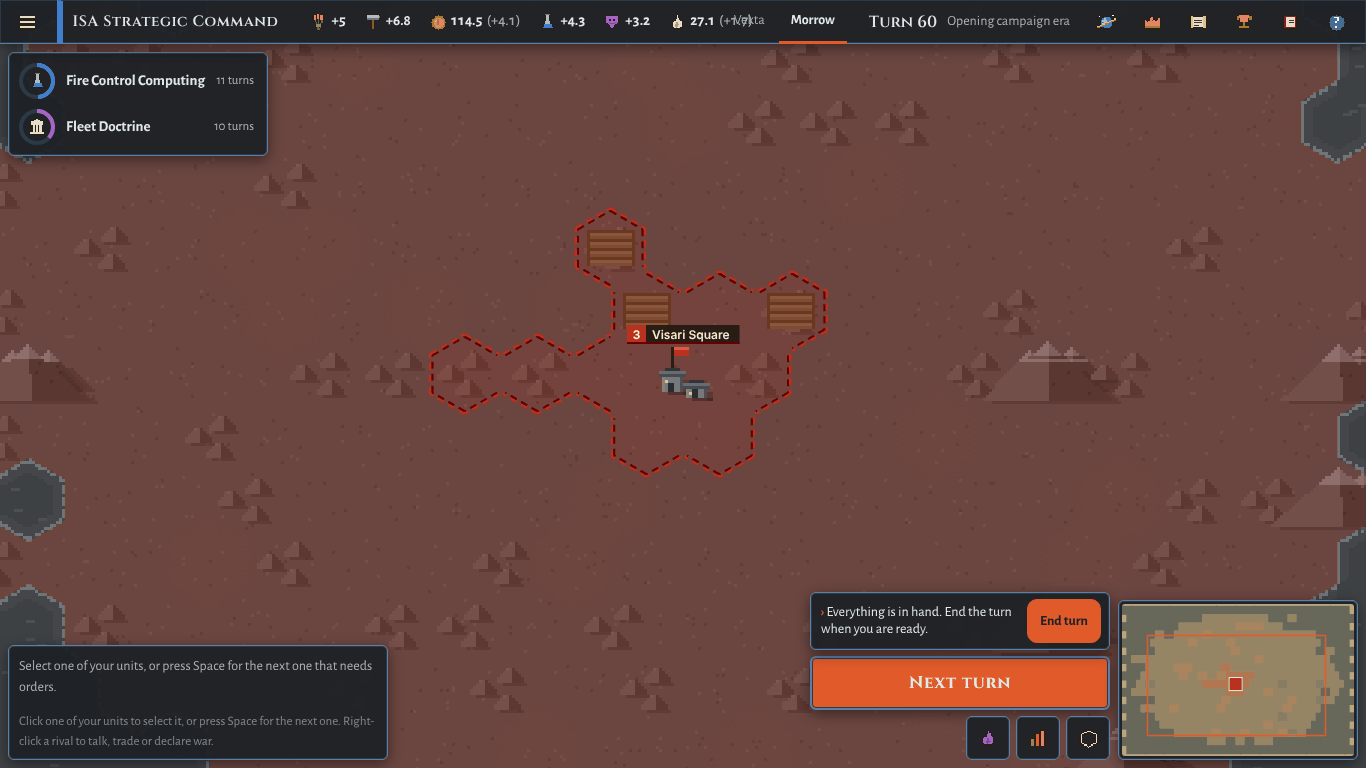 ISA Strategic Command
+5
+6.8
114.5 (+4.1)
+4.3
+3.2
27.1
Morrow
Turn 60
Opening campaign era
Fire Control Computing
11 turns
Fleet Doctrine
10 turns
3 Visari Square
› Everything is in hand. End the turn
when you are ready.
End turn
Next turn
Select one of your units, or press Space for the next one that needs
orders.
Click one of your units to select it, or press Space for the next one. Right-
click a rival to talk, trade or declare war.